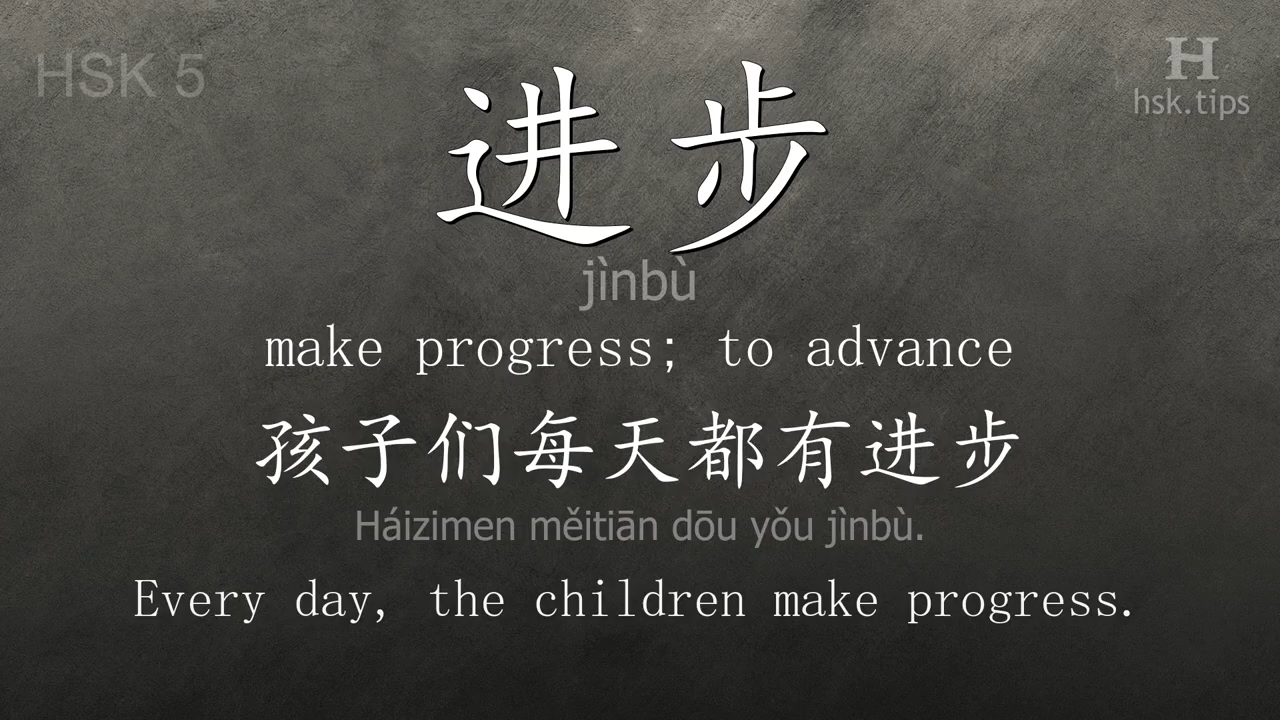 HSK 5
H
hsk.tips
进步
jìnbù
make progress; to advance
孩子们每天都有进步
Háizimen měitiān dōu yǒu jìnbù.
Every day, the children make progress.